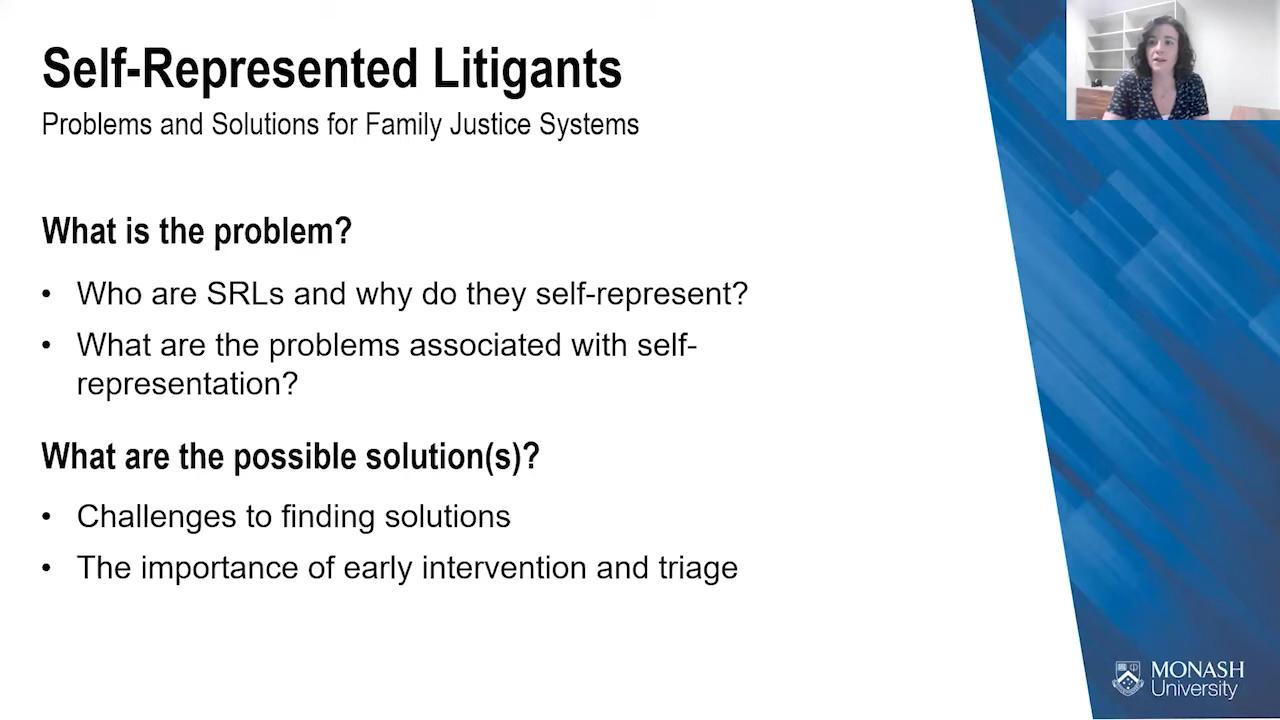 Self-Represented Litigants
Problems and Solutions for Family Justice Systems
What is the problem?
• Who are SRLs and why do they self-represent?
• What are the problems associated with self-
representation?
What are the possible solution(s)?
• Challenges to finding solutions
• The importance of early intervention and triage
MONASH
University